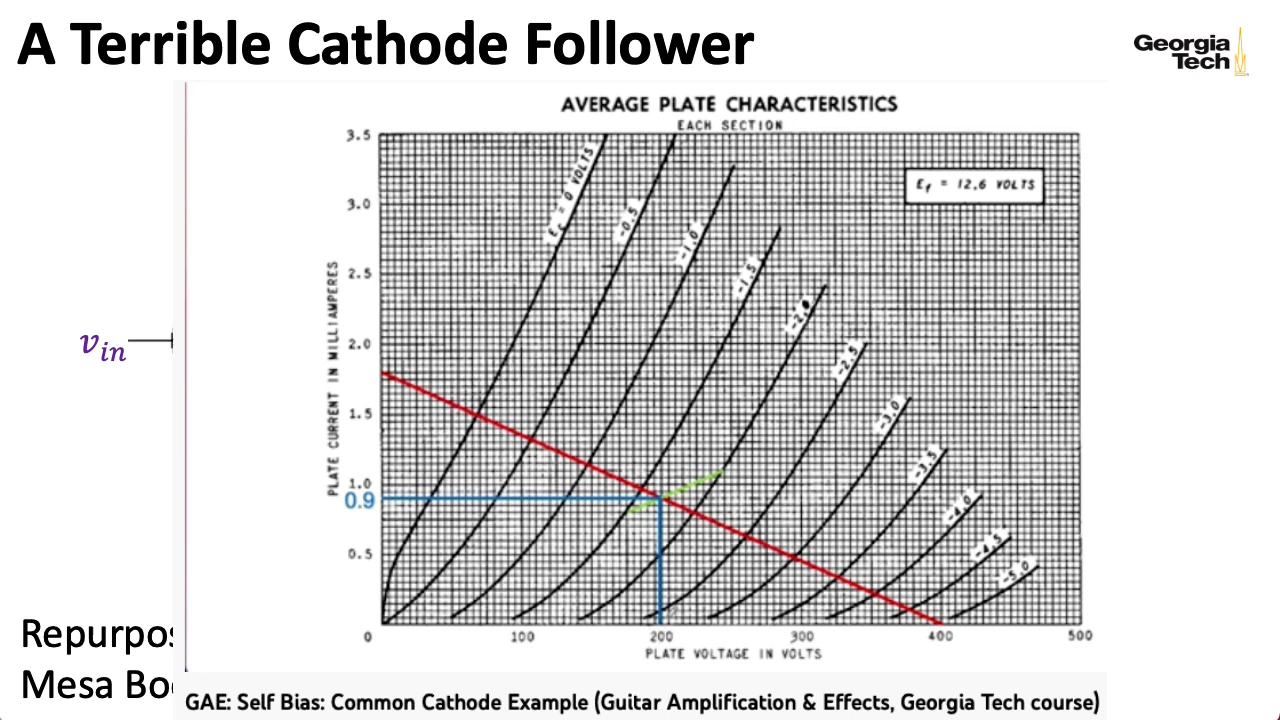 A Terrible Cathode Follower
Georgia
Tech
AVERAGE PLATE CHARACTERISTICS
EACH SECTION
Ef = 12.6 VOLTS
Ec = 0 VOLTS
-0.5
-1.0
-1.5
-2.0
-2.5
-3.0
-3.5
-4.0
-4.5
-5.0
PLATE CURRENT IN MILLIAMPERES
3.5
3.0
2.5
2.0
1.5
1.0
0.9
0.5
0
100
200
300
400
500
PLATE VOLTAGE IN VOLTS
vin
Repurpos
Mesa Bo
GAE: Self Bias: Common Cathode Example (Guitar Amplification & Effects, Georgia Tech course)